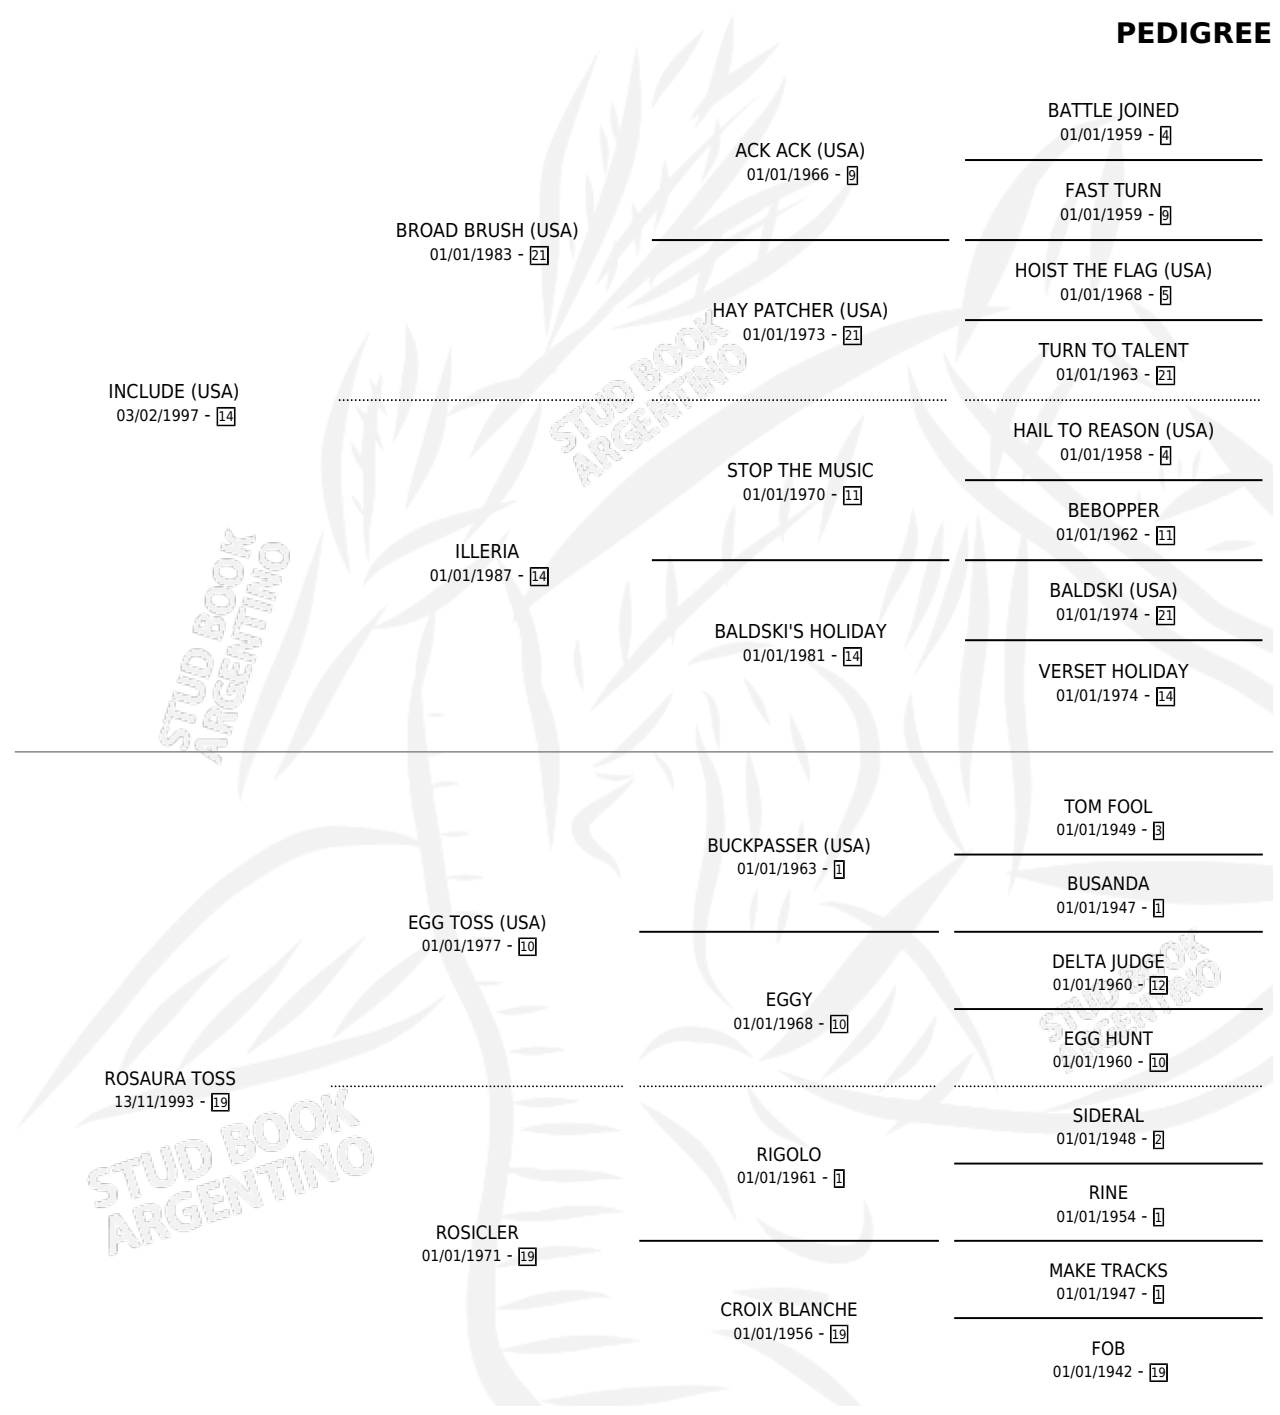 PEDIGREE
BATTLE JOINED
01/01/1959 - 4
ACK ACK (USA)
01/01/1966 - 9
FAST TURN
01/01/1959 - 9
BROAD BRUSH (USA)
01/01/1983 - 21
HOIST THE FLAG (USA)
01/01/1968 - 5
HAY PATCHER (USA)
01/01/1973 - 21
TURN TO TALENT
01/01/1963 - 21
INCLUDE (USA)
03/02/1997 - 14
STUD BOOK
ARGENTINO
HAIL TO REASON (USA)
01/01/1958 - 4
STOP THE MUSIC
01/01/1970 - 11
BEBOPPER
01/01/1962 - 11
ILLERIA
01/01/1987 - 14
BALDSKI (USA)
01/01/1974 - 21
BALDSKI'S HOLIDAY
01/01/1981 - 14
VERSET HOLIDAY
01/01/1974 - 14
STUD BOOK
ARGENTINO
TOM FOOL
01/01/1949 - 3
BUCKPASSER (USA)
01/01/1963 - 1
BUSANDA
01/01/1947 - 1
EGG TOSS (USA)
01/01/1977 - 10
DELTA JUDGE
01/01/1960 - 12
EGGY
01/01/1968 - 10
EGG HUNT
01/01/1960 - 10
STUD BOOK
ARGENTINO
ROSAURA TOSS
13/11/1993 - 19
SIDERAL
01/01/1948 - 2
RIGOLO
01/01/1961 - 1
RINE
01/01/1954 - 1
STUD BOOK
ARGENTINO
ROSICLER
01/01/1971 - 19
MAKE TRACKS
01/01/1947 - 1
CROIX BLANCHE
01/01/1956 - 19
FOB
01/01/1942 - 19